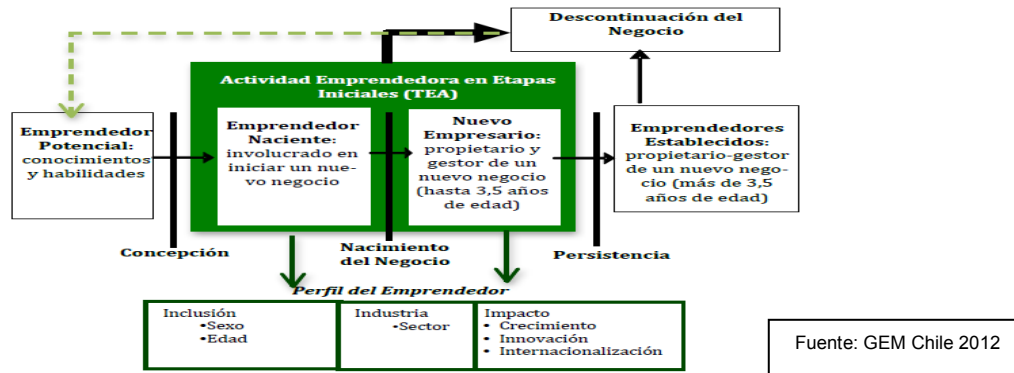 Descontinuación del
Negocio
Actividad Emprendedora en Etapas
Iniciales (TEA)
Emprendedor
Potencial:
conocimientos
y habilidades
Emprendedor
Naciente:
involucrado en
iniciar un nue-
vo negocio
Nuevo
Empresario:
propietario y
gestor de un
nuevo negocio
(hasta 3,5 años
de edad)
Emprendedores
Establecidos:
propietario-gestor
de un nuevo nego-
cio (más de 3,5
años de edad)
Concepción
Nacimiento
del Negocio
Persistencia
Perfil del Emprendedor
Inclusión
•Sexo
•Edad
Industria
•Sector
Impacto
• Crecimiento
• Innovación
• Internacionalización
Fuente: GEM Chile 2012